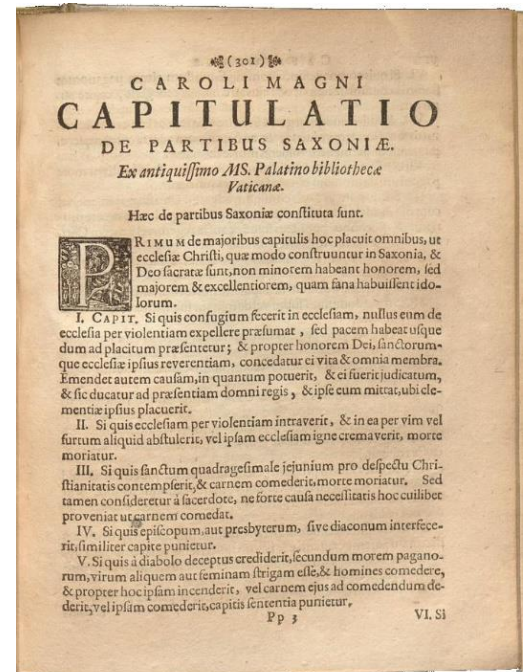 (301)
CAROLI MAGNI
CAPITULATIO
DE PARTIBUS SAXONIÆ.
Ex antiquiſſimo MS. Palatino bibliothecæ
Vaticanæ.
Hæc de partibus Saxoniæ conſtituta ſunt.
PRIMUM de majoribus capitulis hoc placuit omnibus, ut
eccleſiæ Chriſti, quæ modo conſtruuntur in Saxonia, &
Deo ſacratæ ſunt, non minorem habeant honorem, ſed
majorem & excellentiorem, quam fana habuiſſent ido-
lorum.
I. CAPIT. Si quis confugium fecerit in eccleſiam, nullus eum de
eccleſia per violentiam expellere præſumat, ſed pacem habeat uſque
dum ad placitum præſentetur; & propter honorem Dei, ſanctorum-
que eccleſiæ ipſius reverentiam, concedatur ei vita & omnia membra.
Emendet autem cauſam, in quantum potuerit, & ei fuerit judicatum,
& ſic ducatur ad præſentiam domni regis, & ipſe eum mittat, ubi cle-
mentiæ ipſius placuerit.
II. Si quis eccleſiam per violentiam intraverit, & in ea per vim vel
furtum aliquid abſtulerit, vel ipſam eccleſiam igne cremaverit, morte
moriatur.
III. Si quis ſanctum quadrageſimale jejunium pro deſpectu Chri-
ſtianitatis contempſerit, & carnem comederit, morte moriatur. Sed
tamen conſideretur à ſacerdote, ne forte cauſa neceſſitatis hoc cuilibet
proveniat ut carnem comedat.
IV. Si quis epiſcopum, aut presbyterum, ſive diaconum interfece-
rit, ſimiliter capite punietur.
V. Si quis à diabolo deceptus crediderit, ſecundum morem pagano-
rum, virum aliquem aut feminam ſtrigam eſſe, & homines comedere,
& propter hoc ipſam incenderit, vel carnem ejus ad comedendum de-
derit, vel ipſam comederit, capitis ſententia punietur.
Pp 3 VI. Si